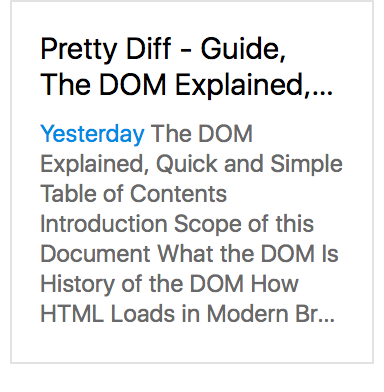 Pretty Diff - Guide,
The DOM Explained,...
Yesterday The DOM
Explained, Quick and Simple
Table of Contents
Introduction Scope of this
Document What the DOM Is
History of the DOM How
HTML Loads in Modern Br...